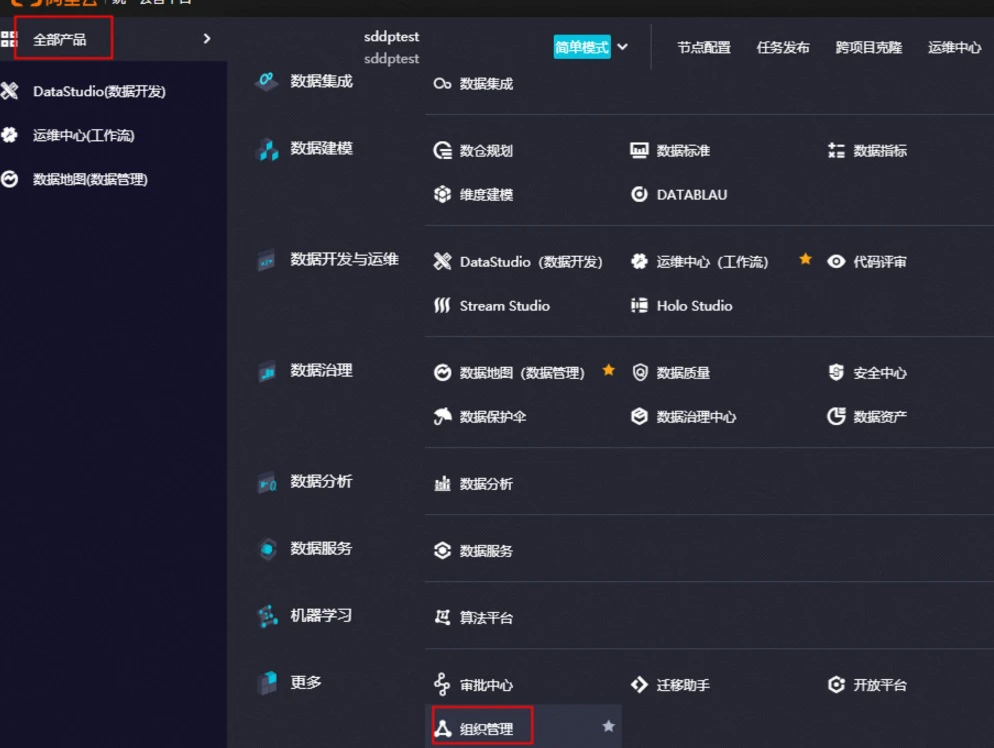 阿里云
全部产品
sddptest
sddptest
简单模式
节点配置
任务发布
跨项目克隆
运维中心
DataStudio(数据开发)
运维中心(工作流)
数据地图(数据管理)
数据集成
数据集成
数据建模
数仓规划
数据标准
数据指标
维度建模
DATABLAU
数据开发与运维
DataStudio（数据开发）
运维中心（工作流）
代码评审
Stream Studio
Holo Studio
数据治理
数据地图（数据管理）
数据质量
安全中心
数据保护伞
数据治理中心
数据资产
数据分析
数据分析
数据服务
数据服务
机器学习
算法平台
更多
审批中心
迁移助手
开放平台
组织管理